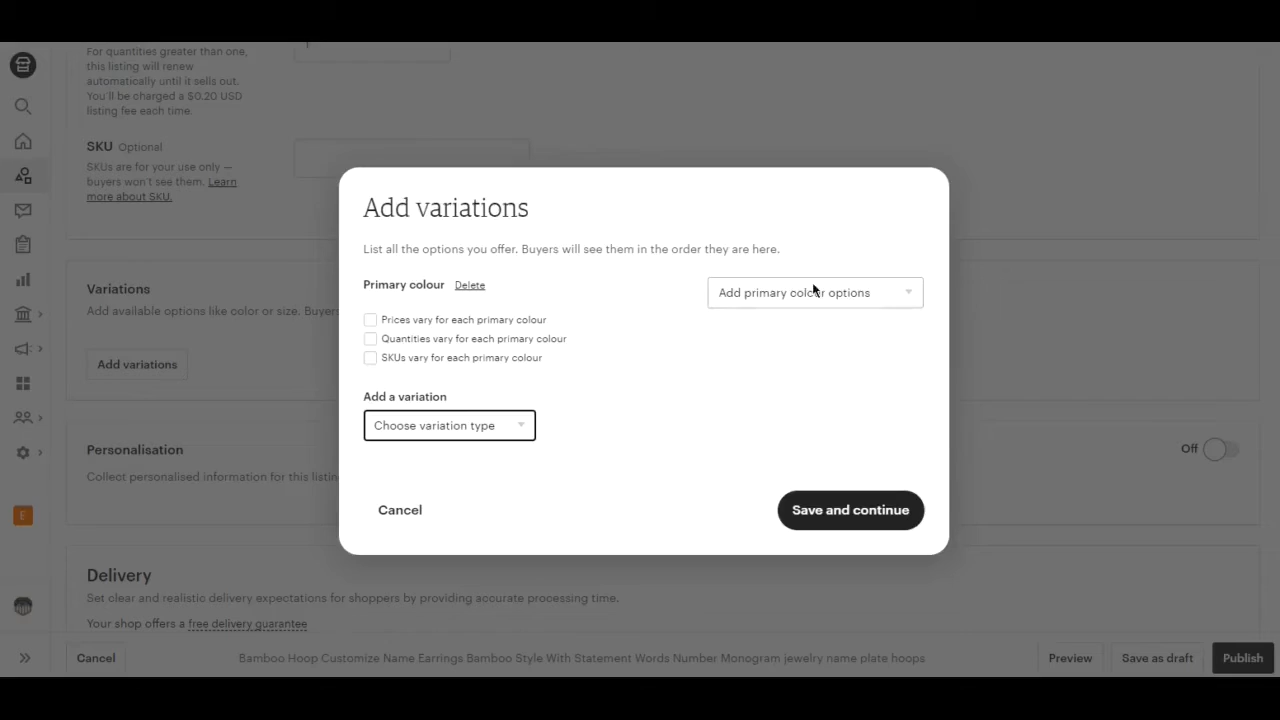 For quantities greater than one,
this listing will renew
automatically until it sells out.
You'll be charged a $0.20 USD
listing fee each time.
SKU Optional
SKUs are for your use only —
buyers won't see them. Learn
more about SKU.
Add variations
List all the options you offer. Buyers will see them in the order they are here.
Primary colour Delete
Add primary colour options
Prices vary for each primary colour
Quantities vary for each primary colour
SKUs vary for each primary colour
Add a variation
Choose variation type
Cancel
Save and continue
Variations
Add available options like color or size. Buyers
Add variations
Personalisation
Off
Collect personalised information for this listin
E
Delivery
Set clear and realistic delivery expectations for shoppers by providing accurate processing time.
Your shop offers a free delivery guarantee
Cancel
Bamboo Hoop Customize Name Earrings Bamboo Style With Statement Words Number Monogram jewelry name plate hoops
Preview
Save as draft
Publish